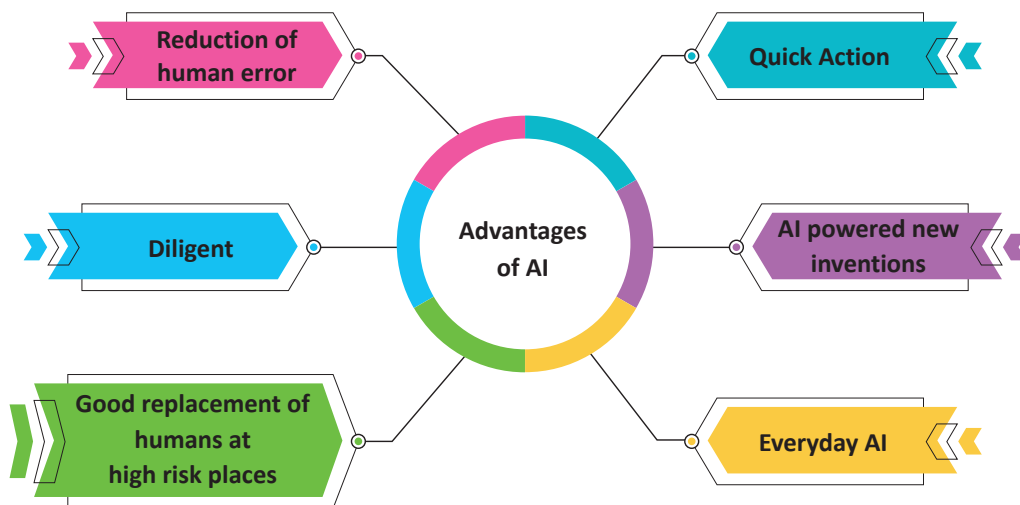 Reduction of
human error
Quick Action
Advantages
of AI
Diligent
AI powered new
inventions
Good replacement of
humans at
high risk places
Everyday AI